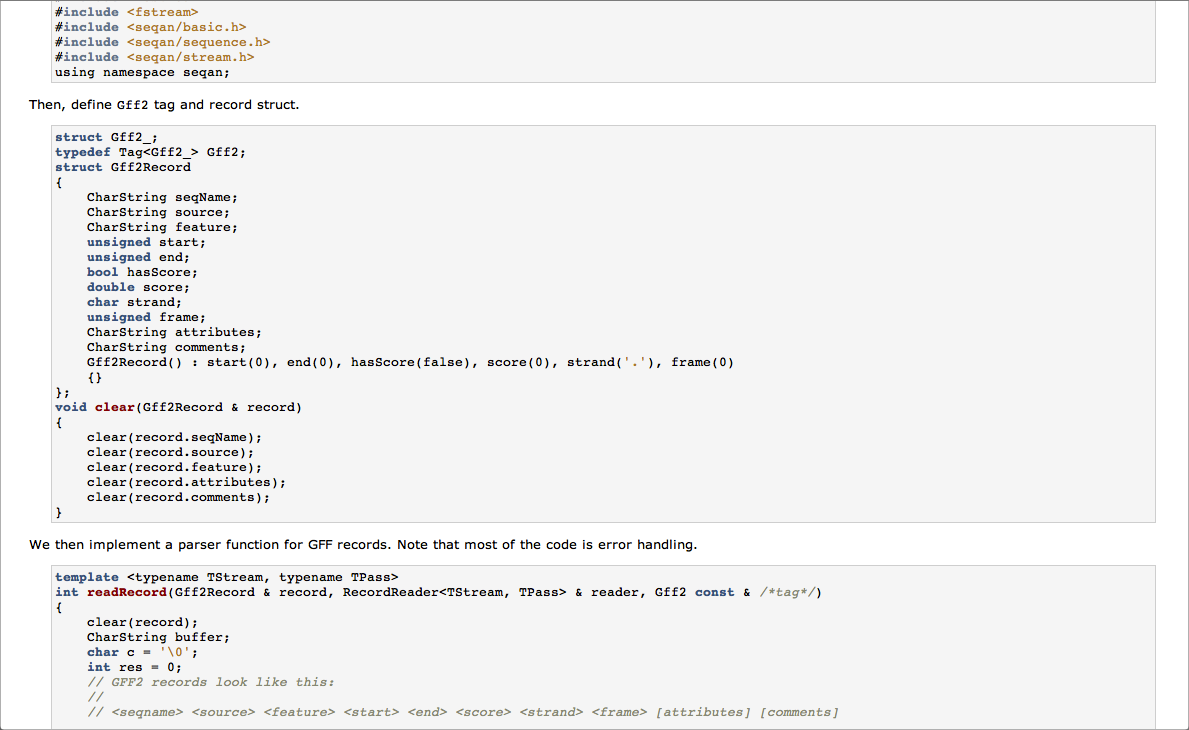 #include <fstream>
#include <seqan/basic.h>
#include <seqan/sequence.h>
#include <seqan/stream.h>
using namespace seqan;
Then, define Gff2 tag and record struct.
struct Gff2_;
typedef Tag<Gff2_> Gff2;
struct Gff2Record
{
    CharString seqName;
    CharString source;
    CharString feature;
    unsigned start;
    unsigned end;
    bool hasScore;
    double score;
    char strand;
    unsigned frame;
    CharString attributes;
    CharString comments;
    Gff2Record() : start(0), end(0), hasScore(false), score(0), strand('.'), frame(0)
    {}
};
void clear(Gff2Record & record)
{
    clear(record.seqName);
    clear(record.source);
    clear(record.feature);
    clear(record.attributes);
    clear(record.comments);
}
We then implement a parser function for GFF records. Note that most of the code is error handling.
template <typename TStream, typename TPass>
int readRecord(Gff2Record & record, RecordReader<TStream, TPass> & reader, Gff2 const & /*tag*/)
{
    clear(record);
    CharString buffer;
    char c = '\0';
    int res = 0;
    // GFF2 records look like this:
    //
    // <seqname> <source> <feature> <start> <end> <score> <strand> <frame> [attributes] [comments]